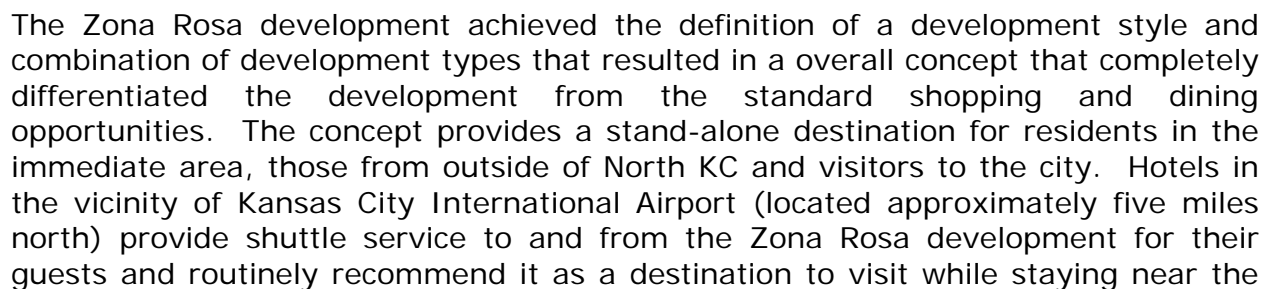 The Zona Rosa development achieved the definition of a development style and
combination of development types that resulted in a overall concept that completely
differentiated the development from the standard shopping and dining
opportunities. The concept provides a stand-alone destination for residents in the
immediate area, those from outside of North KC and visitors to the city. Hotels in
the vicinity of Kansas City International Airport (located approximately five miles
north) provide shuttle service to and from the Zona Rosa development for their
guests and routinely recommend it as a destination to visit while staying near the